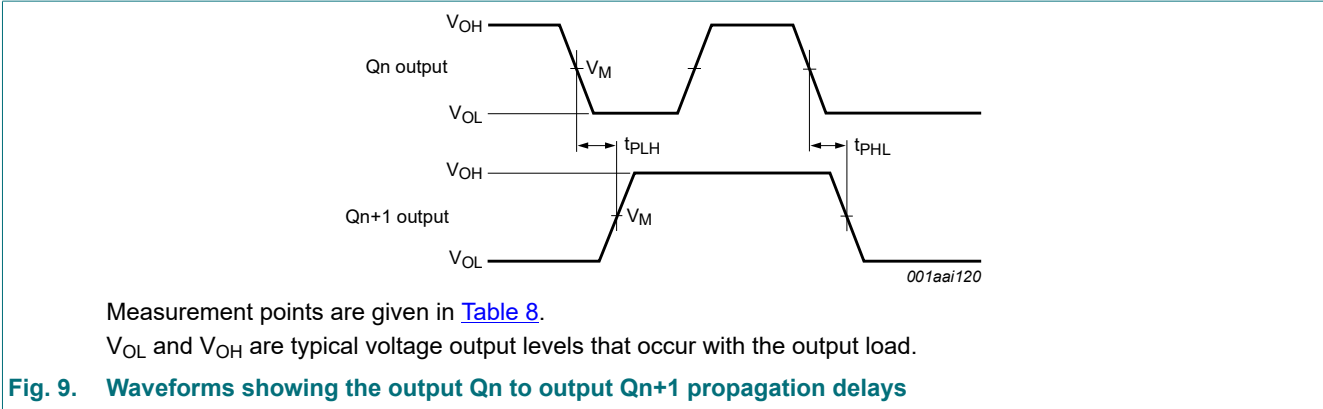 VOH
Qn output
VM
VOL
tPLH
tPHL
VOH
Qn+1 output
VM
VOL
001aai120
Measurement points are given in Table 8.
VOL and VOH are typical voltage output levels that occur with the output load.
Fig. 9. Waveforms showing the output Qn to output Qn+1 propagation delays